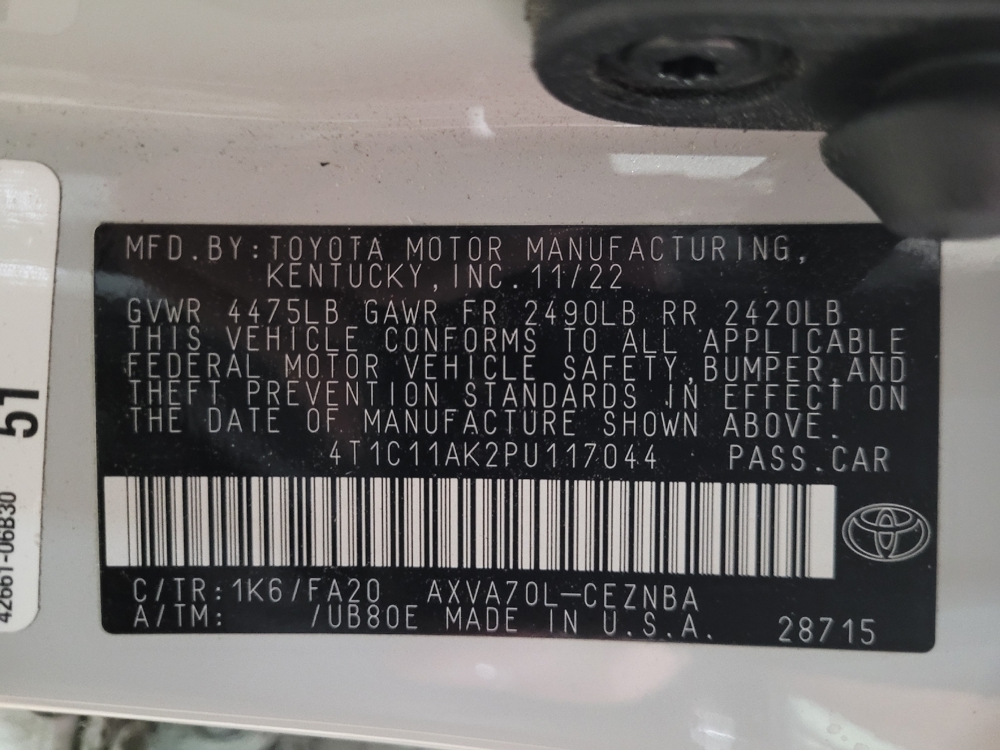 MFD.BY:TOYOTA MOTOR MANUFACTURING,
KENTUCKY, INC. 11/22
GVWR 4475LB GAWR FR 2490LB RR 2420LB
THIS VEHICLE CONFORMS TO ALL APPLICABLE
FEDERAL MOTOR VEHICLE SAFETY,BUMPER,AND
THEFT PREVENTION STANDARDS IN EFFECT ON
THE DATE OF MANUFACTURE SHOWN ABOVE.
4T1C11AK2PU117044 PASS.CAR
C/TR:1K6/FA20 AXVA70L-CEZNBA
A/TM: /UB80E MADE IN U.S.A. 28715
51
42661-06B30